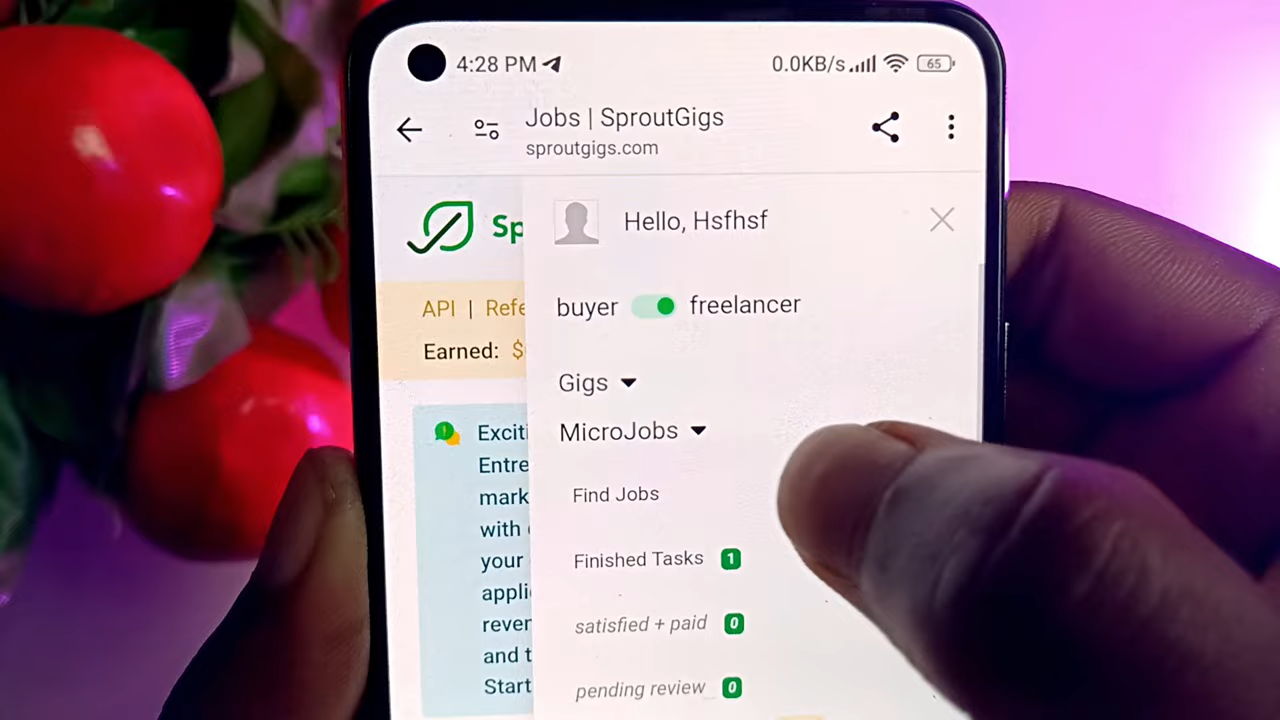 4:28 PM 0.0KB/s 65
Jobs | SproutGigs
sproutgigs.com
Sp
Hello, Hsfhsf
buyer freelancer
API | Refe
Earned: $
Gigs
MicroJobs
Exciti
Entre
mark
with
your
appli
rever
and t
Start
Find Jobs
Finished Tasks 1
satisfied + paid 0
pending review 0